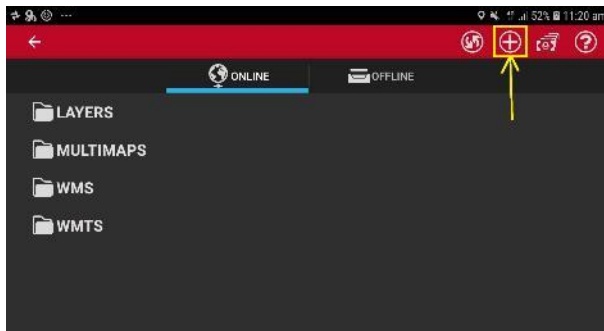 52% 11:20 am
ONLINE
OFFLINE
LAYERS
MULTIMAPS
WMS
WMTS